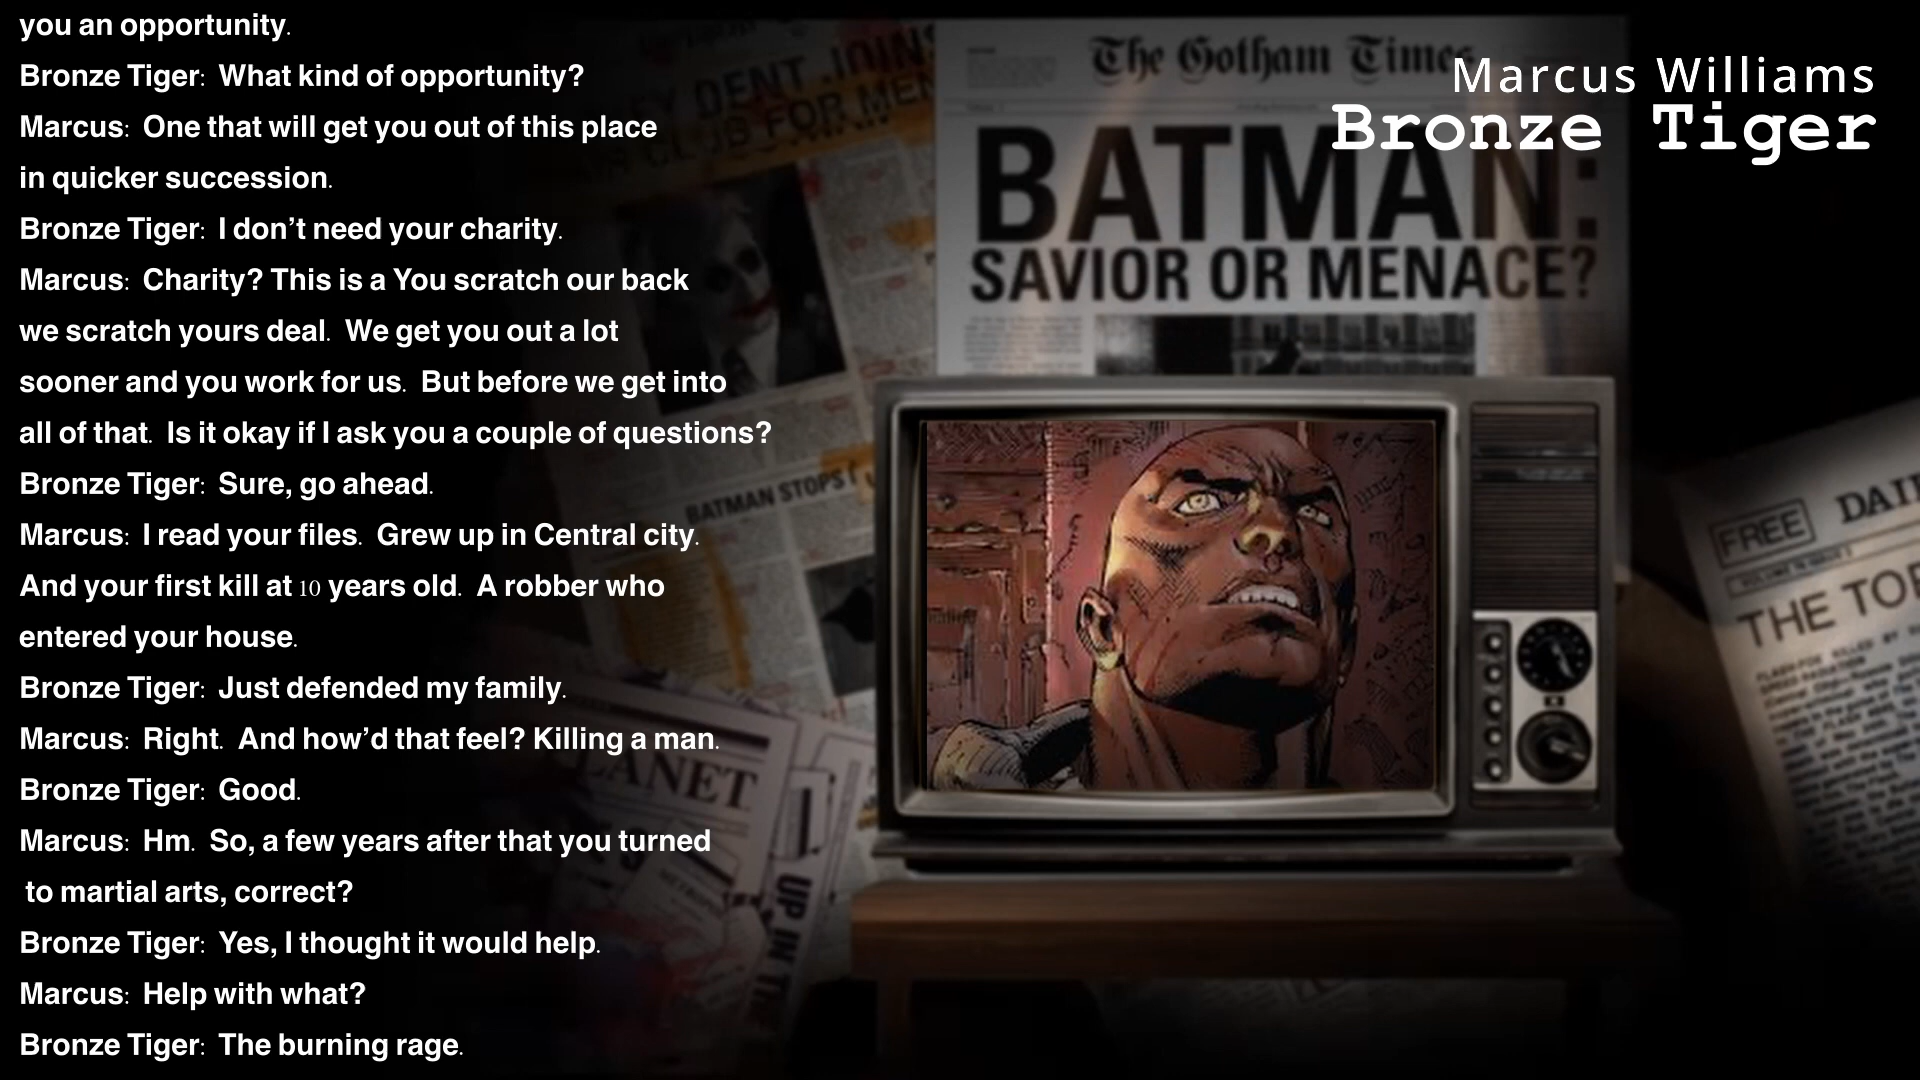 you an opportunity.
Bronze Tiger:  What kind of opportunity?
Marcus:  One that will get you out of this place
in quicker succession.
Bronze Tiger:  I don’t need your charity.
Marcus:  Charity? This is a You scratch our back
we scratch yours deal.  We get you out a lot
sooner and you work for us.  But before we get into
all of that.  Is it okay if I ask you a couple of questions?
Bronze Tiger:  Sure, go ahead.
Marcus:  I read your files.  Grew up in Central city.
And your first kill at 10 years old.  A robber who
entered your house.
Bronze Tiger:  Just defended my family.
Marcus:  Right.  And how’d that feel? Killing a man.
Bronze Tiger:  Good.
Marcus:  Hm.  So, a few years after that you turned
to martial arts, correct?
Bronze Tiger:  Yes, I thought it would help.
Marcus:  Help with what?
Bronze Tiger:  The burning rage.
Marcus Williams
Bronze Tiger
The Gotham Times
BATMAN:
SAVIOR OR MENACE?
DENT JOINS
FOR MEN
BATMAN STOPS
FREE
THE
UP IN THE